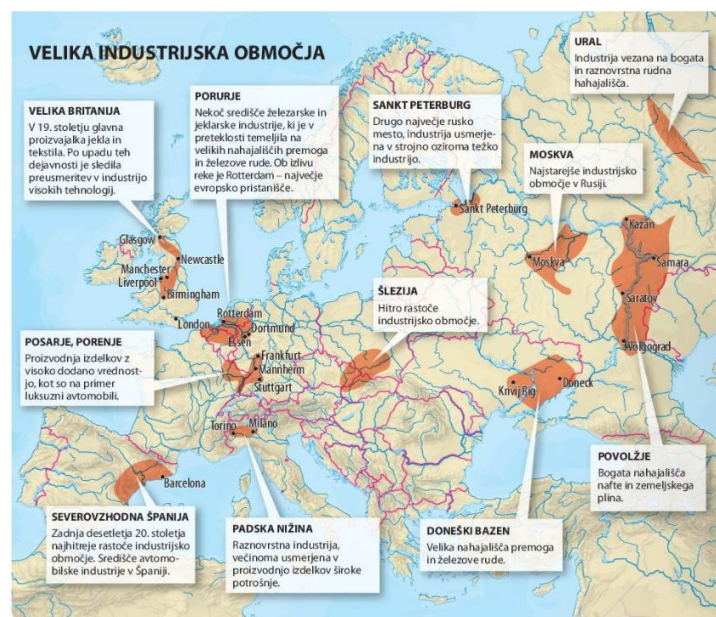 VELIKA INDUSTRIJSKA OBMOČJA
URAL
Industrija vezana na bogata
in raznovrstna rudna
hahajališča.
VELIKA BRITANIJA
V 19. stoletju glavna
proizvajalka jekla in
tekstila. Po upadu teh
dejavnosti je sledila
preusmeritev v industrijo
visokih tehnologij.
PORURJE
Nekoč središče železarske in
jeklarske industrije, ki je v
preteklosti temeljila na
velikih nahajališčih premoga
in železove rude. Ob izlivu
reke je Rotterdam – največje
evropsko pristanišče.
SANKT PETERBURG
Drugo največje rusko
mesto, industrija usmerje-
na v strojno oziroma težko
industrijo.
MOSKVA
Najstarejše industrijsko
območje v Rusiji.
Sankt Peterburg
Kazan
Glasgow
Newcastle
Moskva
Samara
Manchester
Liverpool
Birmingham
ŠLEZIJA
Hitro rastoče
industrijsko območje.
Saratov
Rotterdam
London
Dortmund
Essen
Volgograd
POSARJE, PORENJE
Proizvodnja izdelkov z
visoko dodano vrednost-
jo, kot so na primer
luksuzni avtomobili.
Frankfurt
Mannheim
Stuttgart
Krivij Rig
Doneck
Torino
Milano
Barcelona
POVOLŽJE
Bogata nahajališča
nafte in zemeljskega
plina.
SEVEROVZHODNA ŠPANIJA
Zadnja desetletja 20. stoletja
najhitreje rastoče industrijsko
območje. Središče avtomo-
bilske industrije v Španiji.
PADSKA NIŽINA
Raznovrstna industrija,
večinoma usmerjena v
proizvodnjo izdelkov široke
potrošnje.
DONEŠKI BAZEN
Velika nahajališča premoga
in železove rude.